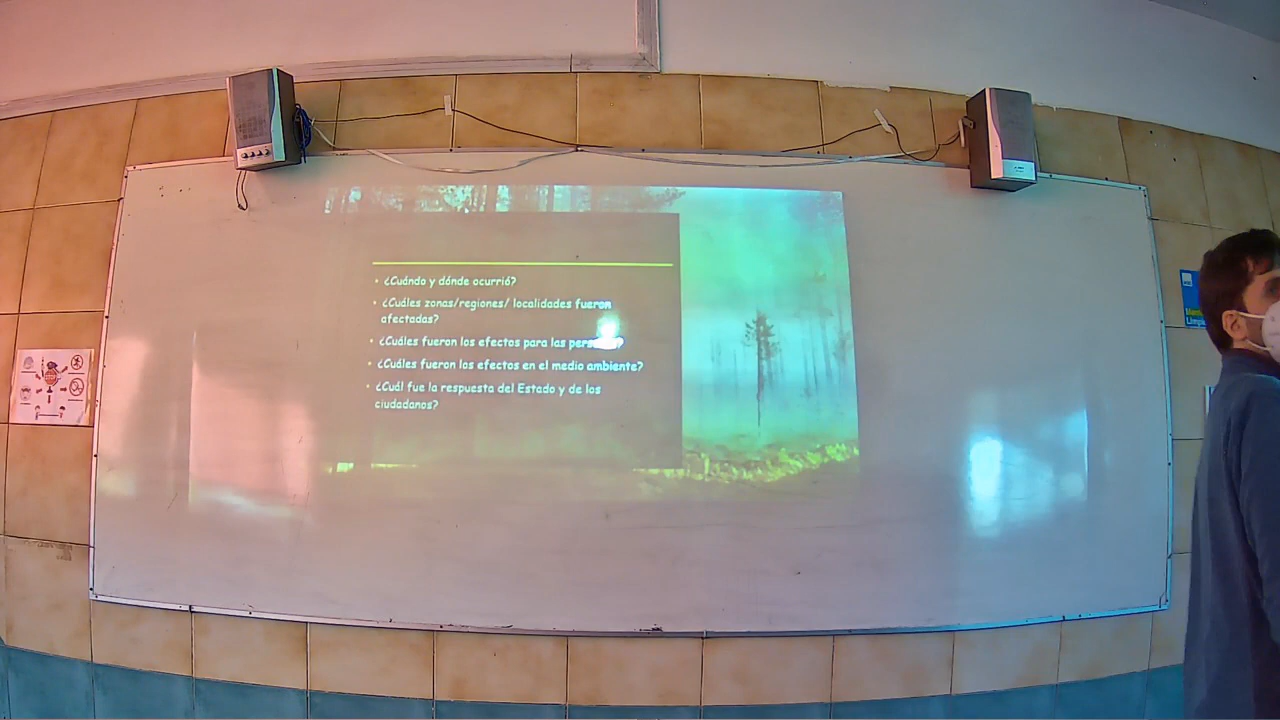 • ¿Cuándo y dónde ocurrió?
• ¿Cuáles zonas/regiones/ localidades fueron
afectadas?
• ¿Cuáles fueron los efectos para las
• ¿Cuáles fueron los efectos en el medio ambiente?
• ¿Cuál fue la respuesta del Estado y de los
ciudadanos?